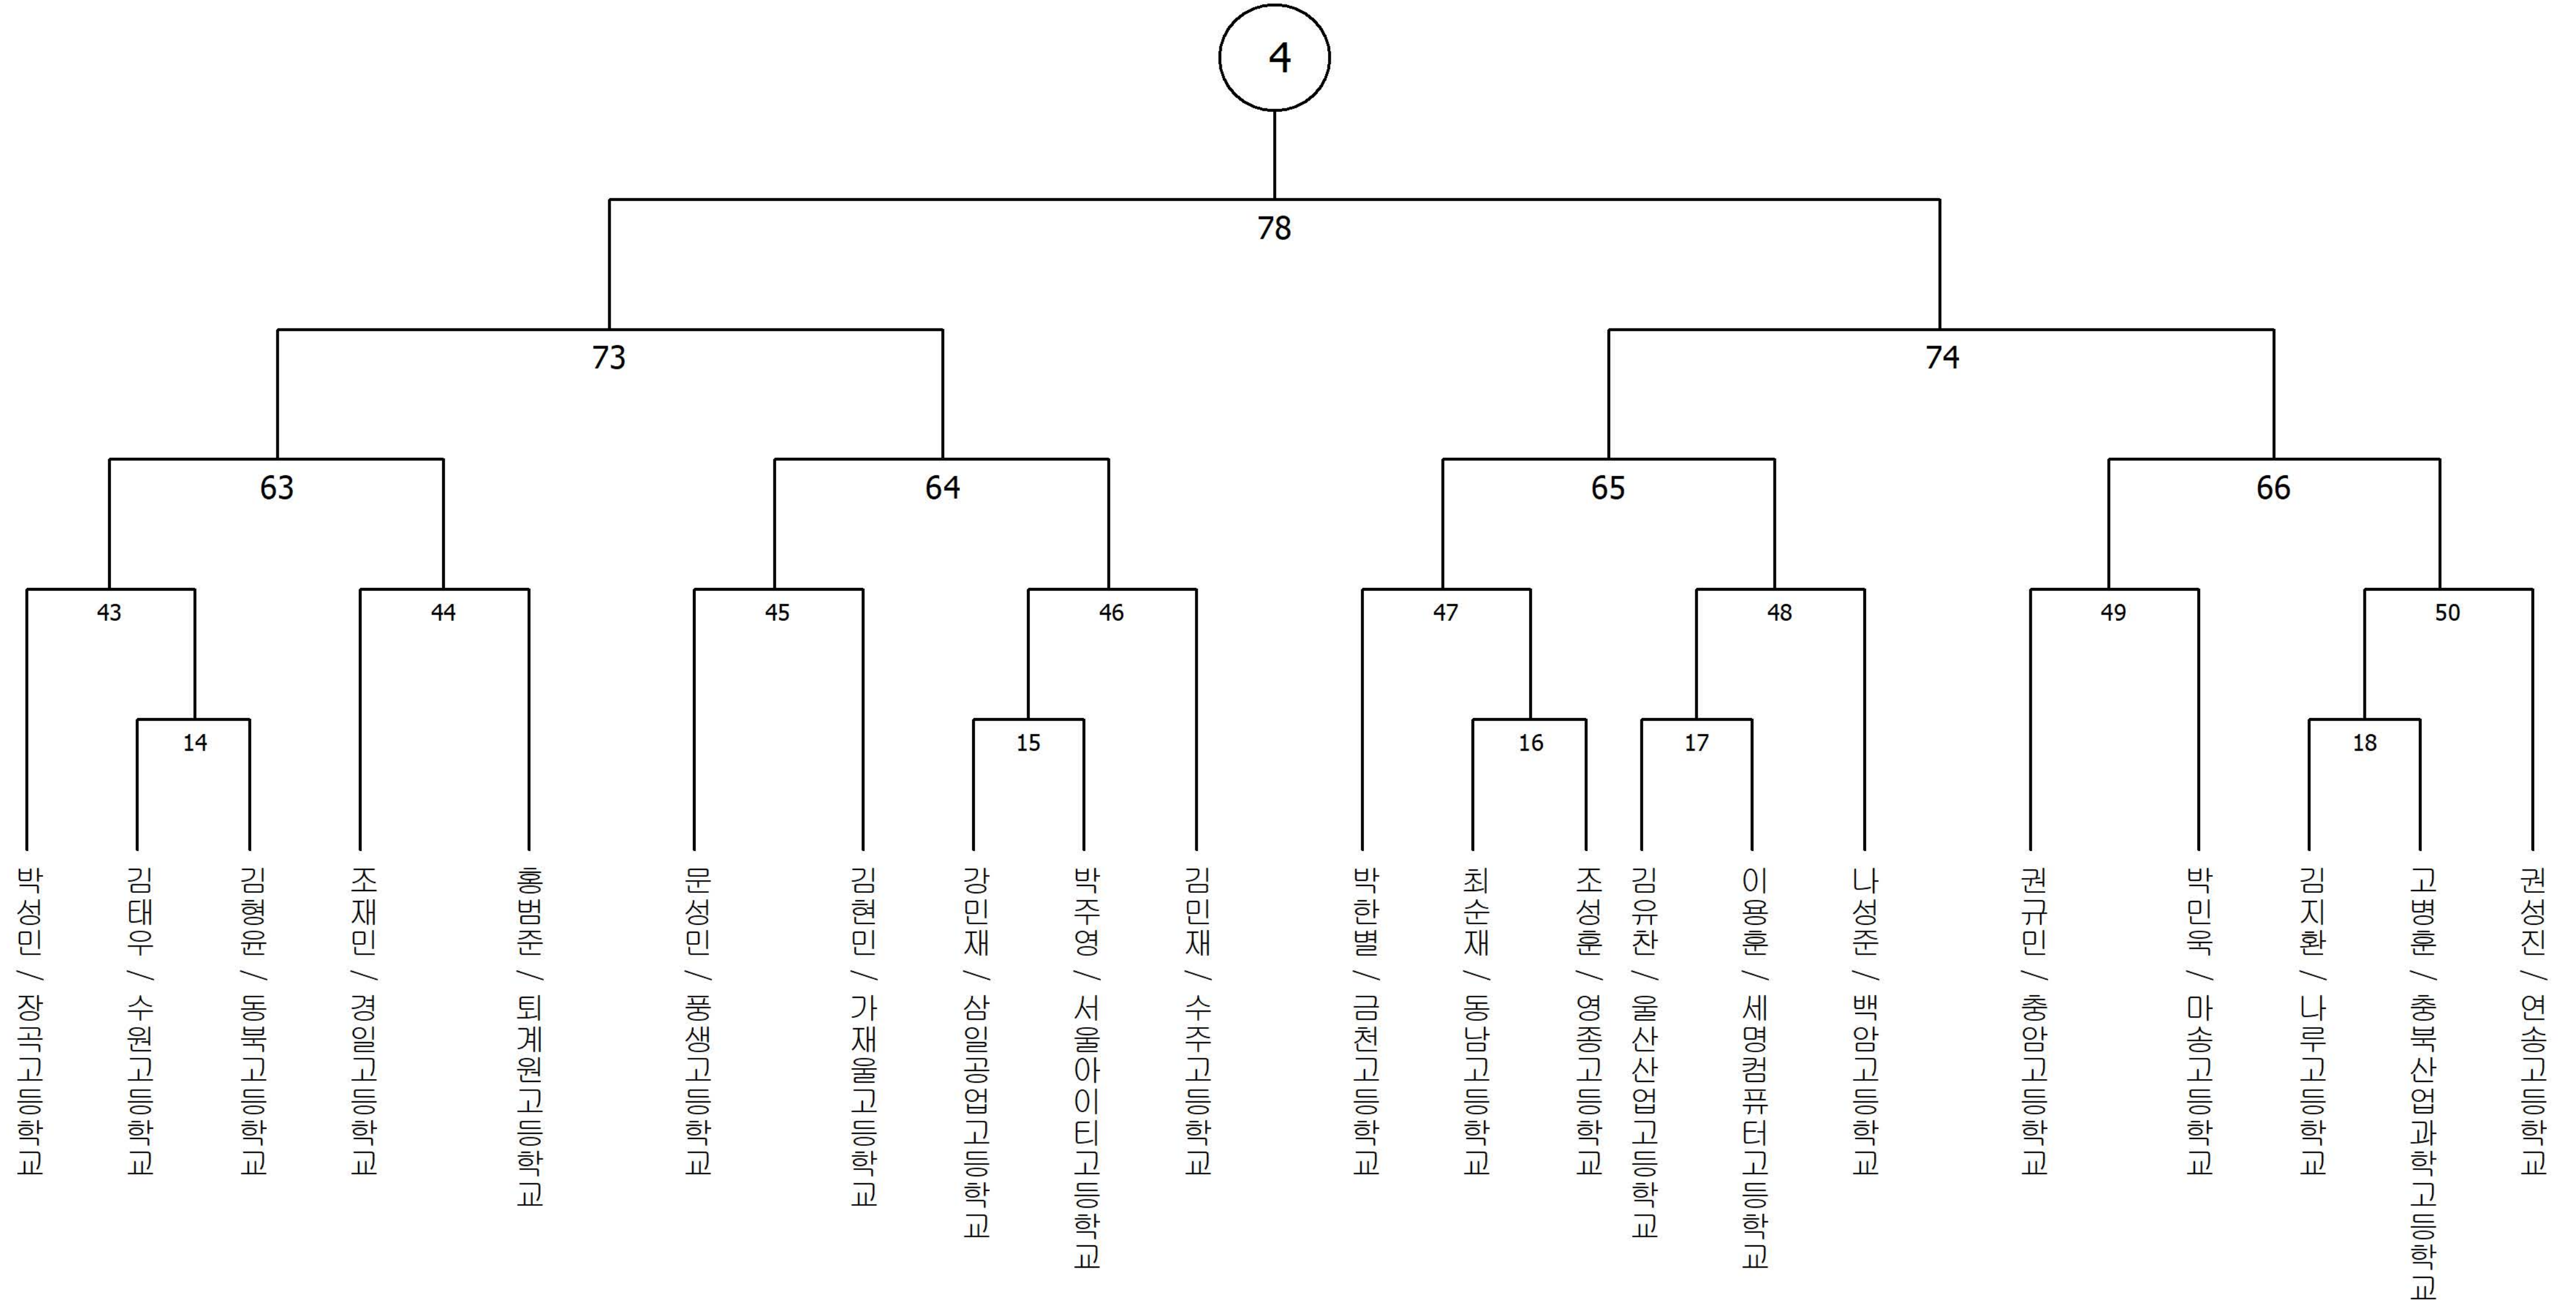 4
78
73
74
63
64
65
66
43
44
45
46
47
48
49
50
14
15
16
17
18
박성민 / 장곡고등학교
김태우 / 수원고등학교
김형윤 / 동북고등학교
조재민 / 경일고등학교
홍범준 / 퇴계원고등학교
문성민 / 풍생고등학교
김현민 / 가재울고등학교
강민재 / 삼일공업고등학교
박주영 / 서울아이티고등학교
김민재 / 수주고등학교
박한별 / 금천고등학교
최순재 / 동남고등학교
조성훈 / 영종고등학교
김유찬 / 울산산업고등학교
이용훈 / 세명컴퓨터고등학교
나성준 / 백암고등학교
권규민 / 충암고등학교
박민욱 / 마송고등학교
김지환 / 나루고등학교
고병훈 / 충북산업과학고등학교
권성진 / 연송고등학교